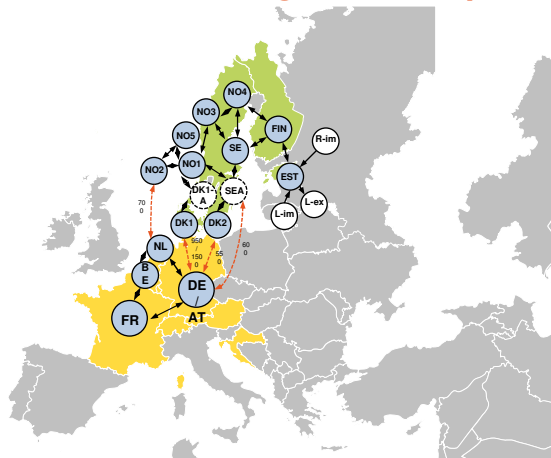 NO4
NO3
FIN
NO5
R-im
SE
NO2
NO1
EST
DK1-
A
SEA
L-ex
L-im
70
0
DK1
DK2
NL
950
/
150
0
55
0
60
0
B
E
DE
/
AT
FR